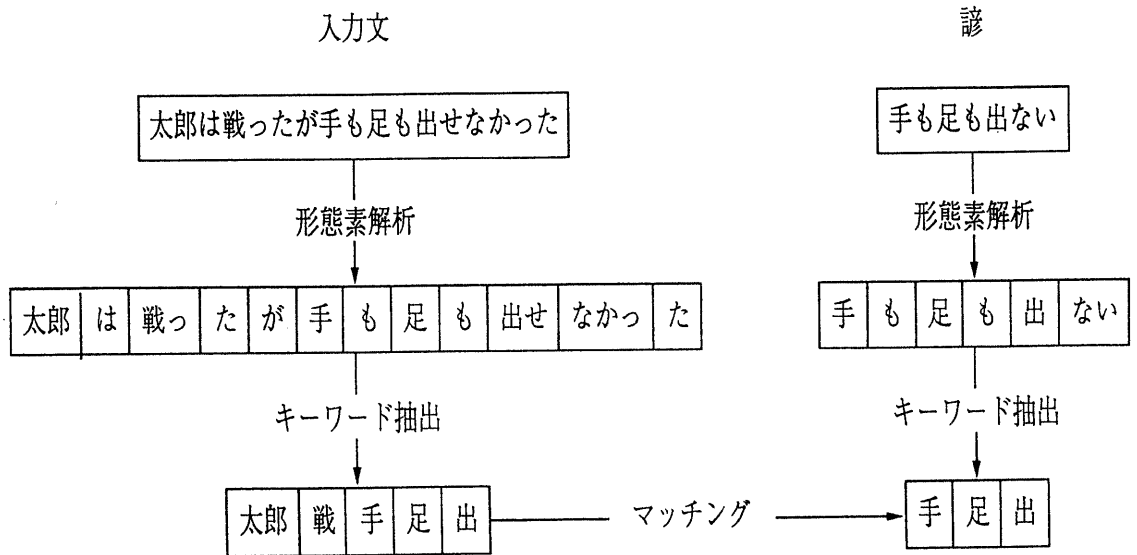 入力文
諺
太郎は戦ったが手も足も出せなかった
手も足も出ない
形態素解析
形態素解析
太郎 は 戦っ た が 手 も 足 も 出せ なかっ た
手 も 足 も 出 ない
キーワード抽出
キーワード抽出
太郎 戦 手 足 出
マッチング
手 足 出